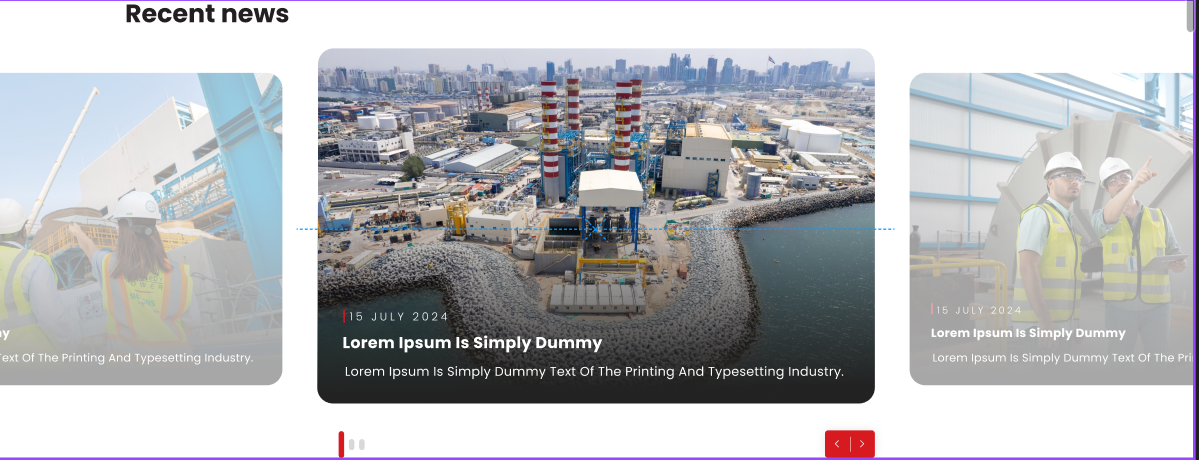 Recent news
my
Text Of The Printing And Typesetting Industry.
15 JULY 2024
Lorem Ipsum Is Simply Dummy
Lorem Ipsum Is Simply Dummy Text Of The Printing And Typesetting Industry.
15 JULY 2024
Lorem Ipsum Is Simply Dummy
Lorem Ipsum Is Simply Dummy Text Of The Pri